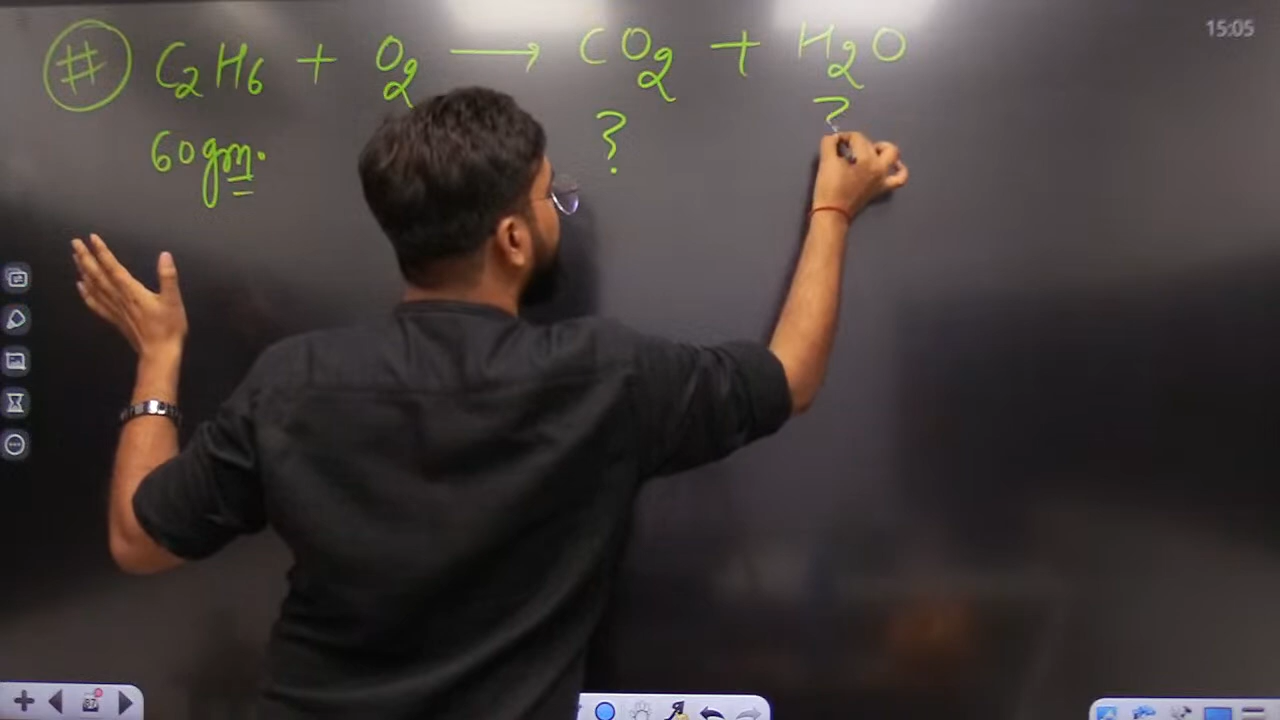 15:05
# C₂H₆ + O₂ → CO₂ + H₂O
60gm. ? ?